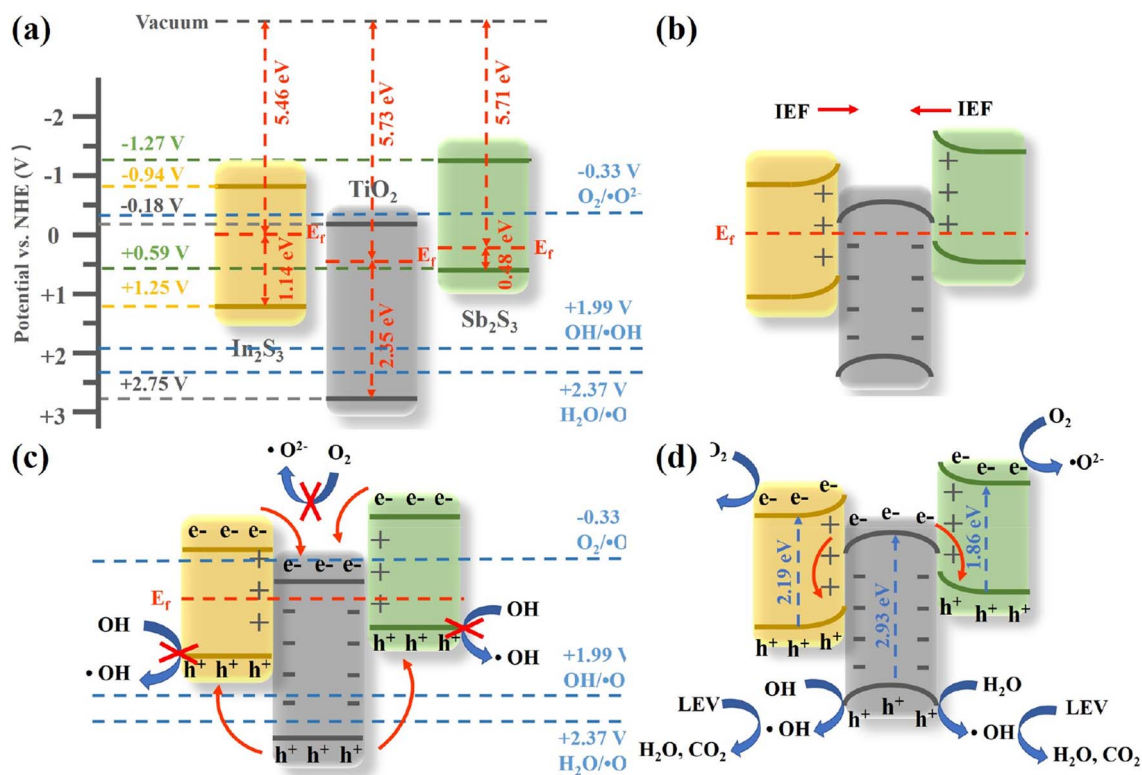 (a)
Vacuum
Potential vs. NHE (V )
-2
-1
0
+1
+2
+3
-1.27 V
-0.94 V
-0.18 V
+0.59 V
+1.25 V
+2.75 V
5.46 eV
5.73 eV
5.71 eV
TiO₂
E_f
E_f
E_f
1.14 eV
2.35 eV
0.48 eV
In₂S₃
Sb₂S₃
-0.33 V
O₂/•O²⁻
+1.99 V
OH/•OH
+2.37 V
H₂O/•O
(b)
IEF
IEF
E_f
+ +
+ +
+ +
(c)
• O²⁻ O₂
e- e- e-
e- e- e-
e- e- e-
-0.33
O₂/•O
E_f
OH
• OH
h⁺ h⁺ h⁺
h⁺ h⁺ h⁺
OH
• OH
+1.99 V
OH/•O
h⁺ h⁺ h⁺
+2.37 V
H₂O/•O
(d)
O₂
O₂
•O²⁻
e- e- e-
e- e- e-
e- e- e-
2.19 eV
2.93 eV
1.86 eV
h⁺ h⁺ h⁺
h⁺ h⁺ h⁺
h⁺ h⁺ h⁺
LEV
OH
• OH
H₂O, CO₂
H₂O
• OH
LEV
H₂O, CO₂